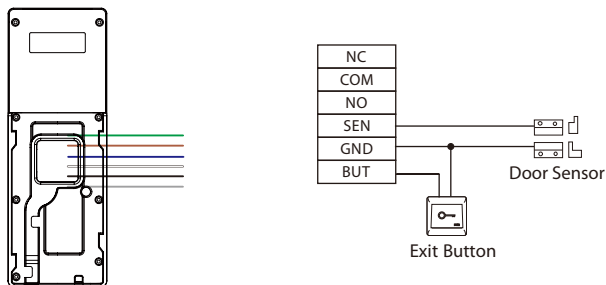 NC
COM
NO
SEN
GND
BUT
Door Sensor
Exit Button